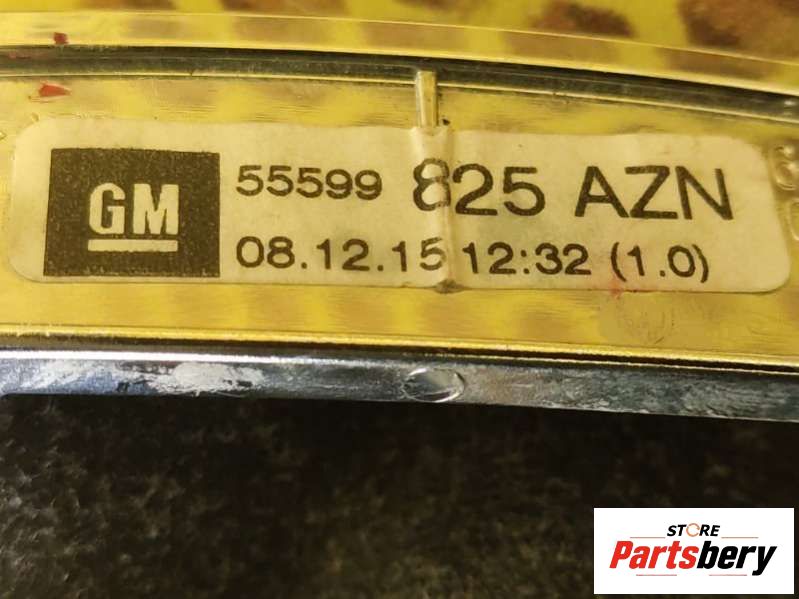 GM
55599 825 AZN
08.12.15 12:32 (1.0)
STORE
Partsbery